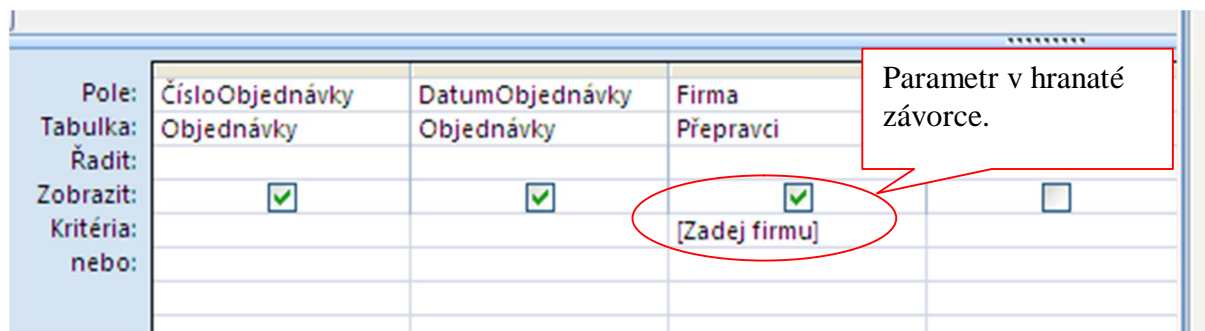 Parametr v hranaté
závorce.
Pole: ČísloObjednávky DatumObjednávky Firma
Tabulka: Objednávky Objednávky Přepravci
Řadit:
Zobrazit:
Kritéria: [Zadej firmu]
nebo: